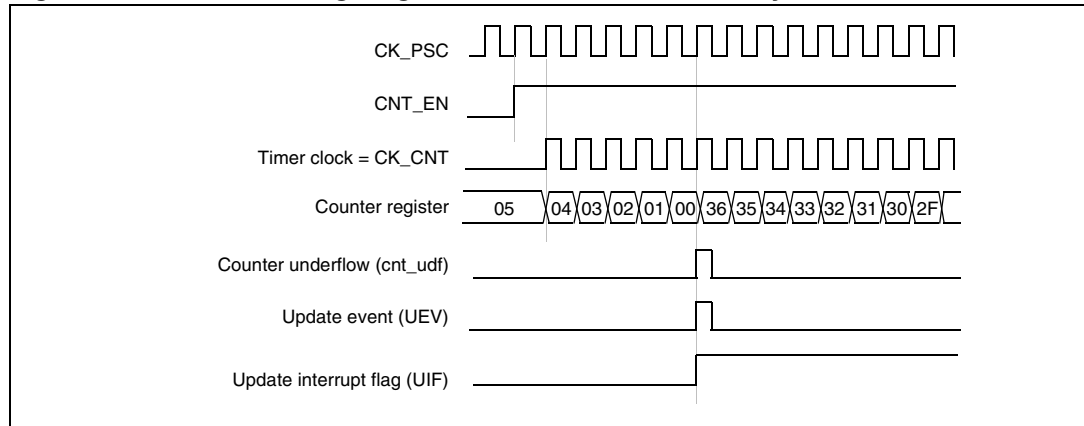 CK_PSC
CNT_EN
Timer clock = CK_CNT
Counter register 05 04 03 02 01 00 36 35 34 33 32 31 30 2F
Counter underflow (cnt_udf)
Update event (UEV)
Update interrupt flag (UIF)